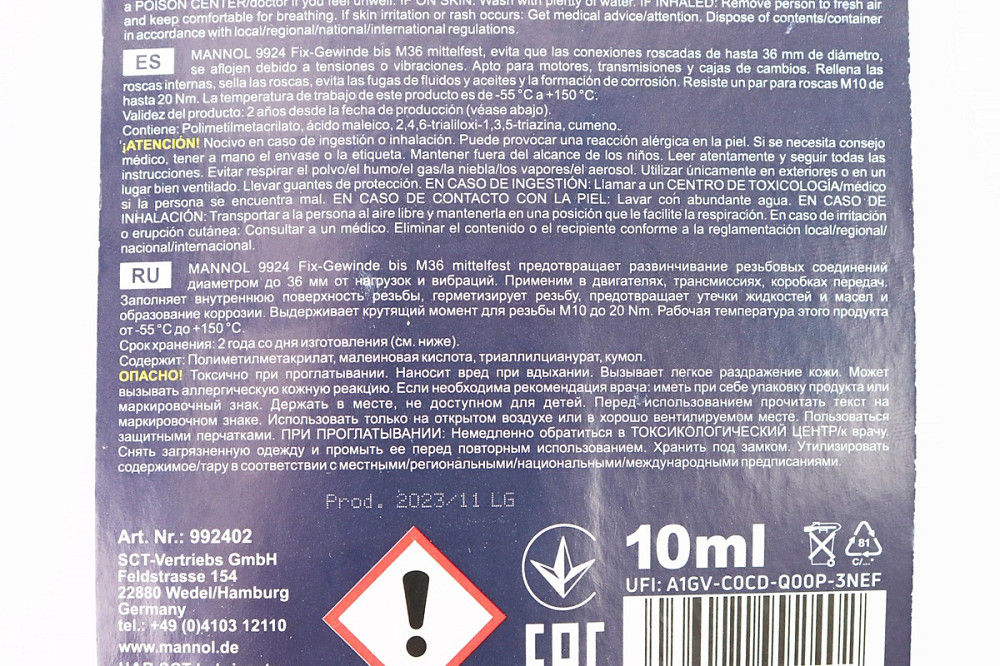 a POISON CENTER/doctor if you feel unwell. IF ON SKIN: Wash with plenty of water. IF INHALED: Remove person to fresh air
and keep comfortable for breathing. If skin irritation or rash occurs: Get medical advice/attention. Dispose of contents/container
in accordance with local/regional/national/international regulations.
ES MANNOL 9924 Fix-Gewinde bis M36 mittelfest, evita que las conexiones roscadas de hasta 36 mm de diámetro,
se aflojen debido a tensiones o vibraciones. Apto para motores, transmisiones y cajas de cambios. Rellena las
roscas internas, sella las roscas, evita las fugas de fluidos y aceites y la formación de corrosión. Resiste un par para roscas M10 de
hasta 20 Nm. La temperatura de trabajo de este producto es de -55 °C a +150 °C.
Validez del producto: 2 años desde la fecha de producción (véase abajo).
Contiene: Polimetilmetacrilato, ácido maleico, 2,4,6-trialiloxi-1,3,5-triazina, cumeno.
¡ATENCIÓN! Nocivo en caso de ingestión o inhalación. Puede provocar una reacción alérgica en la piel. Si se necesita consejo
médico, tener a mano el envase o la etiqueta. Mantener fuera del alcance de los niños. Leer atentamente y seguir todas las
instrucciones. Evitar respirar el polvo/el humo/el gas/la niebla/los vapores/el aerosol. Utilizar únicamente en exteriores o en un
lugar bien ventilado. Llevar guantes de protección. EN CASO DE INGESTIÓN: Llamar a un CENTRO DE TOXICOLOGÍA/médico
si la persona se encuentra mal. EN CASO DE CONTACTO CON LA PIEL: Lavar con abundante agua. EN CASO DE
INHALACIÓN: Transportar a la persona al aire libre y mantenerla en una posición que le facilite la respiración. En caso de irritación
o erupción cutánea: Consultar a un médico. Eliminar el contenido o el recipiente conforme a la reglamentación local/regional/
nacional/internacional.
RU MANNOL 9924 Fix-Gewinde bis M36 mittelfest предотвращает развинчивание резьбовых соединений
диаметром до 36 мм от нагрузок и вибраций. Применим в двигателях, трансмиссиях, коробках передач.
Заполняет внутреннюю поверхность резьбы, герметизирует резьбу, предотвращает утечки жидкостей и масел и
образование коррозии. Выдерживает крутящий момент для резьбы M10 до 20 Nm. Рабочая температура этого продукта
от -55 °C до +150 °C.
Срок хранения: 2 года со дня изготовления (см. ниже).
Содержит: Полиметилметакрилат, малеиновая кислота, триаллилцианурат, кумол.
ОПАСНО! Токсично при проглатывании. Наносит вред при вдыхании. Вызывает легкое раздражение кожи. Может
вызывать аллергическую кожную реакцию. Если необходима рекомендация врача: иметь при себе упаковку продукта или
маркировочный знак. Держать в месте, не доступном для детей. Перед использованием прочитать текст на
маркировочном знаке. Использовать только на открытом воздухе или в хорошо вентилируемом месте. Пользоваться
защитными перчатками. ПРИ ПРОГЛАТЫВАНИИ: Немедленно обратиться в ТОКСИКОЛОГИЧЕСКИЙ ЦЕНТР/к врачу.
Снять загрязненную одежду и промыть ее перед повторным использованием. Хранить под замком. Утилизировать
содержимое/тару в соответствии с местными/региональными/национальными/международными предписаниями.
Prod. 2023/11 LG
Art. Nr.: 992402
SCT-Vertriebs GmbH
Feldstrasse 154
22880 Wedel/Hamburg
Germany
tel.: +49 (0)4103 12110
www.mannol.de
10ml
81
C/...*
UFI: A1GV-C0CD-Q00P-3NEF
EAC